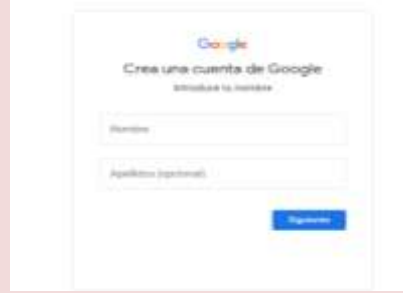 Google
Crea una cuenta de Google
Introduce tu nombre
Nombre
Apellidos (opcional)
Siguiente